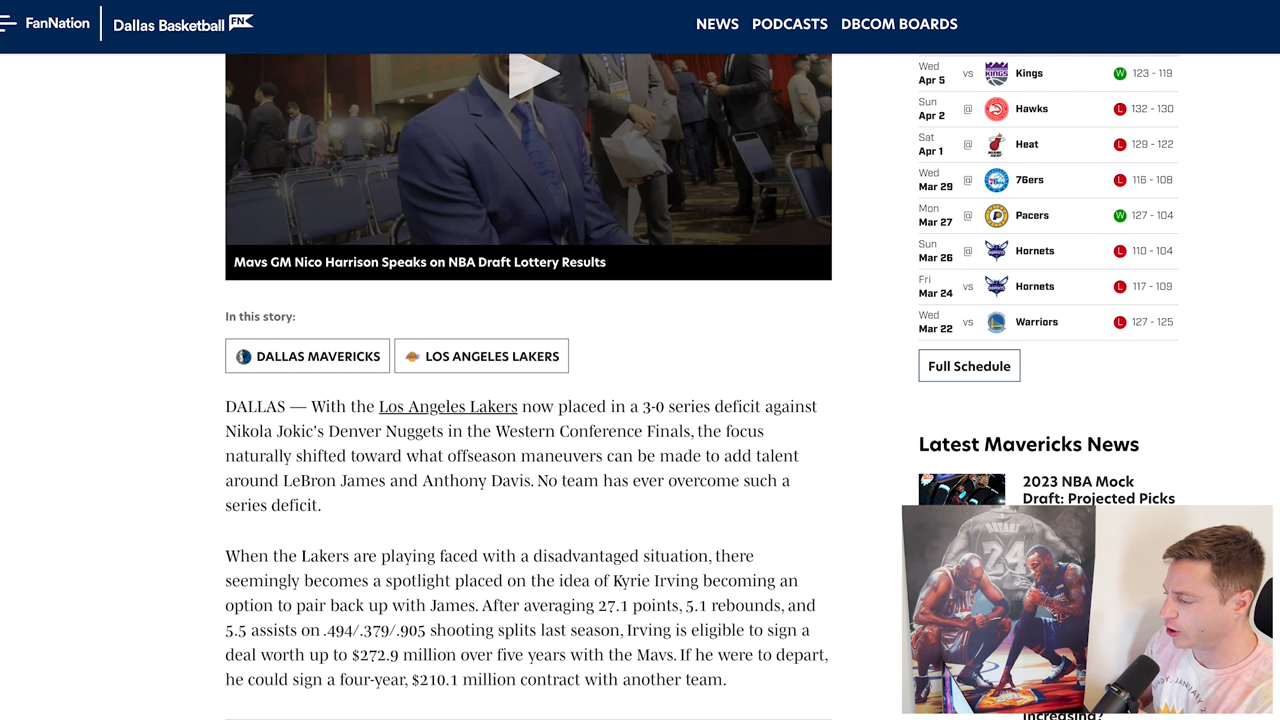 FanNation
Dallas Basketball FN
NEWS PODCASTS DBCOM BOARDS
Mavs GM Nico Harrison Speaks on NBA Draft Lottery Results
In this story:
DALLAS MAVERICKS
LOS ANGELES LAKERS
DALLAS — With the Los Angeles Lakers now placed in a 3-0 series deficit against
Nikola Jokic's Denver Nuggets in the Western Conference Finals, the focus
naturally shifted toward what offseason maneuvers can be made to add talent
around LeBron James and Anthony Davis. No team has ever overcome such a
series deficit.
When the Lakers are playing faced with a disadvantaged situation, there
seemingly becomes a spotlight placed on the idea of Kyrie Irving becoming an
option to pair back up with James. After averaging 27.1 points, 5.1 rebounds, and
5.5 assists on .494/.379/.905 shooting splits last season, Irving is eligible to sign a
deal worth up to $272.9 million over five years with the Mavs. If he were to depart,
he could sign a four-year, $210.1 million contract with another team.
Wed Apr 5 vs Kings W 123 - 119
Sun Apr 2 @ Hawks L 132 - 130
Sat Apr 1 @ Heat L 129 - 122
Wed Mar 29 @ 76ers L 116 - 108
Mon Mar 27 @ Pacers W 127 - 104
Sun Mar 26 @ Hornets L 110 - 104
Fri Mar 24 vs Hornets L 117 - 109
Wed Mar 22 vs Warriors L 127 - 125
Full Schedule
Latest Mavericks News
2023 NBA Mock
Draft: Projected Picks
BRYANT
24
Increasing?